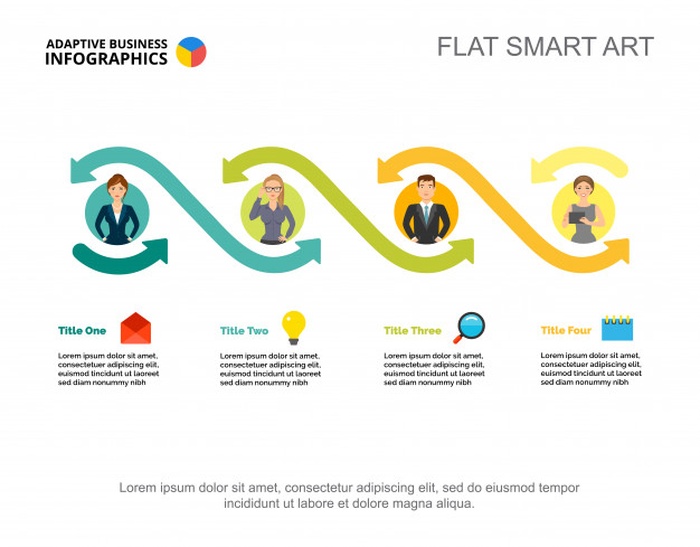 ADAPTIVE BUSINESS
INFOGRAPHICS
FLAT SMART ART
Title One
Lorem ipsum dolor sit amet,
consectetuer adipiscing elit,
euismod tincidunt ut laoreet
sed diam nonummy nibh
Title Two
Lorem ipsum dolor sit amet,
consectetuer adipiscing elit,
euismod tincidunt ut laoreet
sed diam nonummy nibh
Title Three
Lorem ipsum dolor sit amet,
consectetuer adipiscing elit,
euismod tincidunt ut laoreet
sed diam nonummy nibh
Title Four
Lorem ipsum dolor sit amet,
consectetuer adipiscing elit,
euismod tincidunt ut laoreet
sed diam nonummy nibh
Lorem ipsum dolor sit amet, consectetur adipiscing elit, sed do eiusmod tempor
incididunt ut labore et dolore magna aliqua.